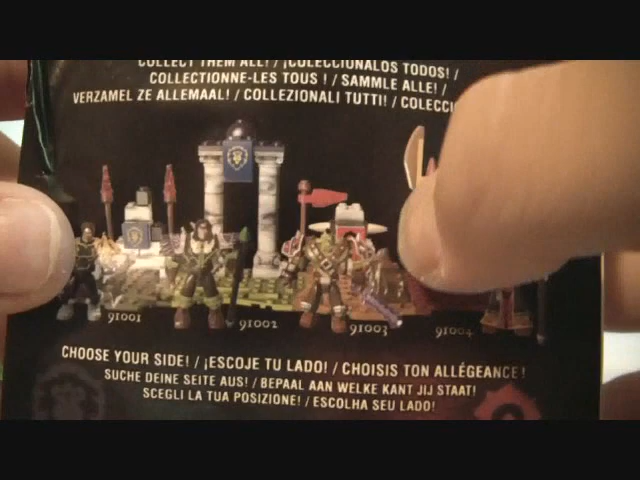 COLLECT THEM ALL! / ¡COLECCIÓNALOS TODOS! /
COLLECTIONNE-LES TOUS ! / SAMMLE ALLE! /
VERZAMEL ZE ALLEMAAL! / COLLEZIONALI TUTTI! / COLECCI
91001
91002
91003
91004
CHOOSE YOUR SIDE! / ¡ESCOJE TU LADO! / CHOISIS TON ALLÉGEANCE!
SUCHE DEINE SEITE AUS! / BEPAAL AAN WELKE KANT JIJ STAAT!
SCEGLI LA TUA POSIZIONE! / ESCOLHA SEU LADO!